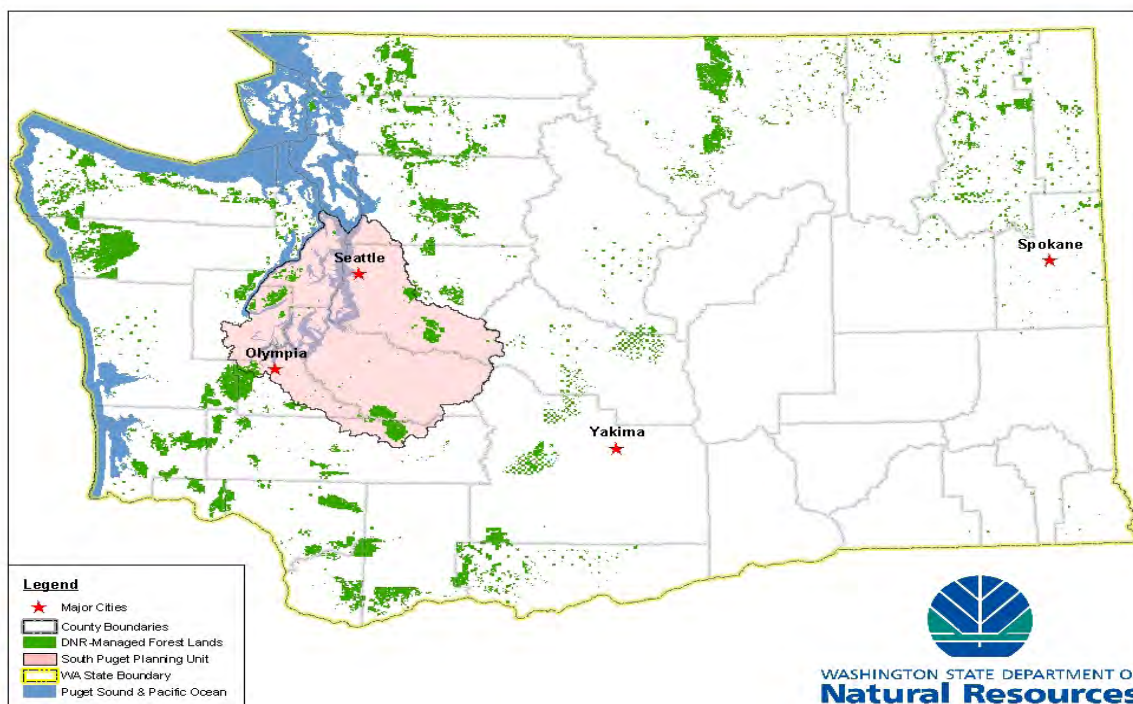 Seattle
Spokane
Olympia
Yakima
Legend
Major Cities
County Boundaries
DNR-Managed Forest Lands
South Puget Planning Unit
WA State Boundary
Puget Sound & Pacific Ocean
WASHINGTON STATE DEPARTMENT O
Natural Resources